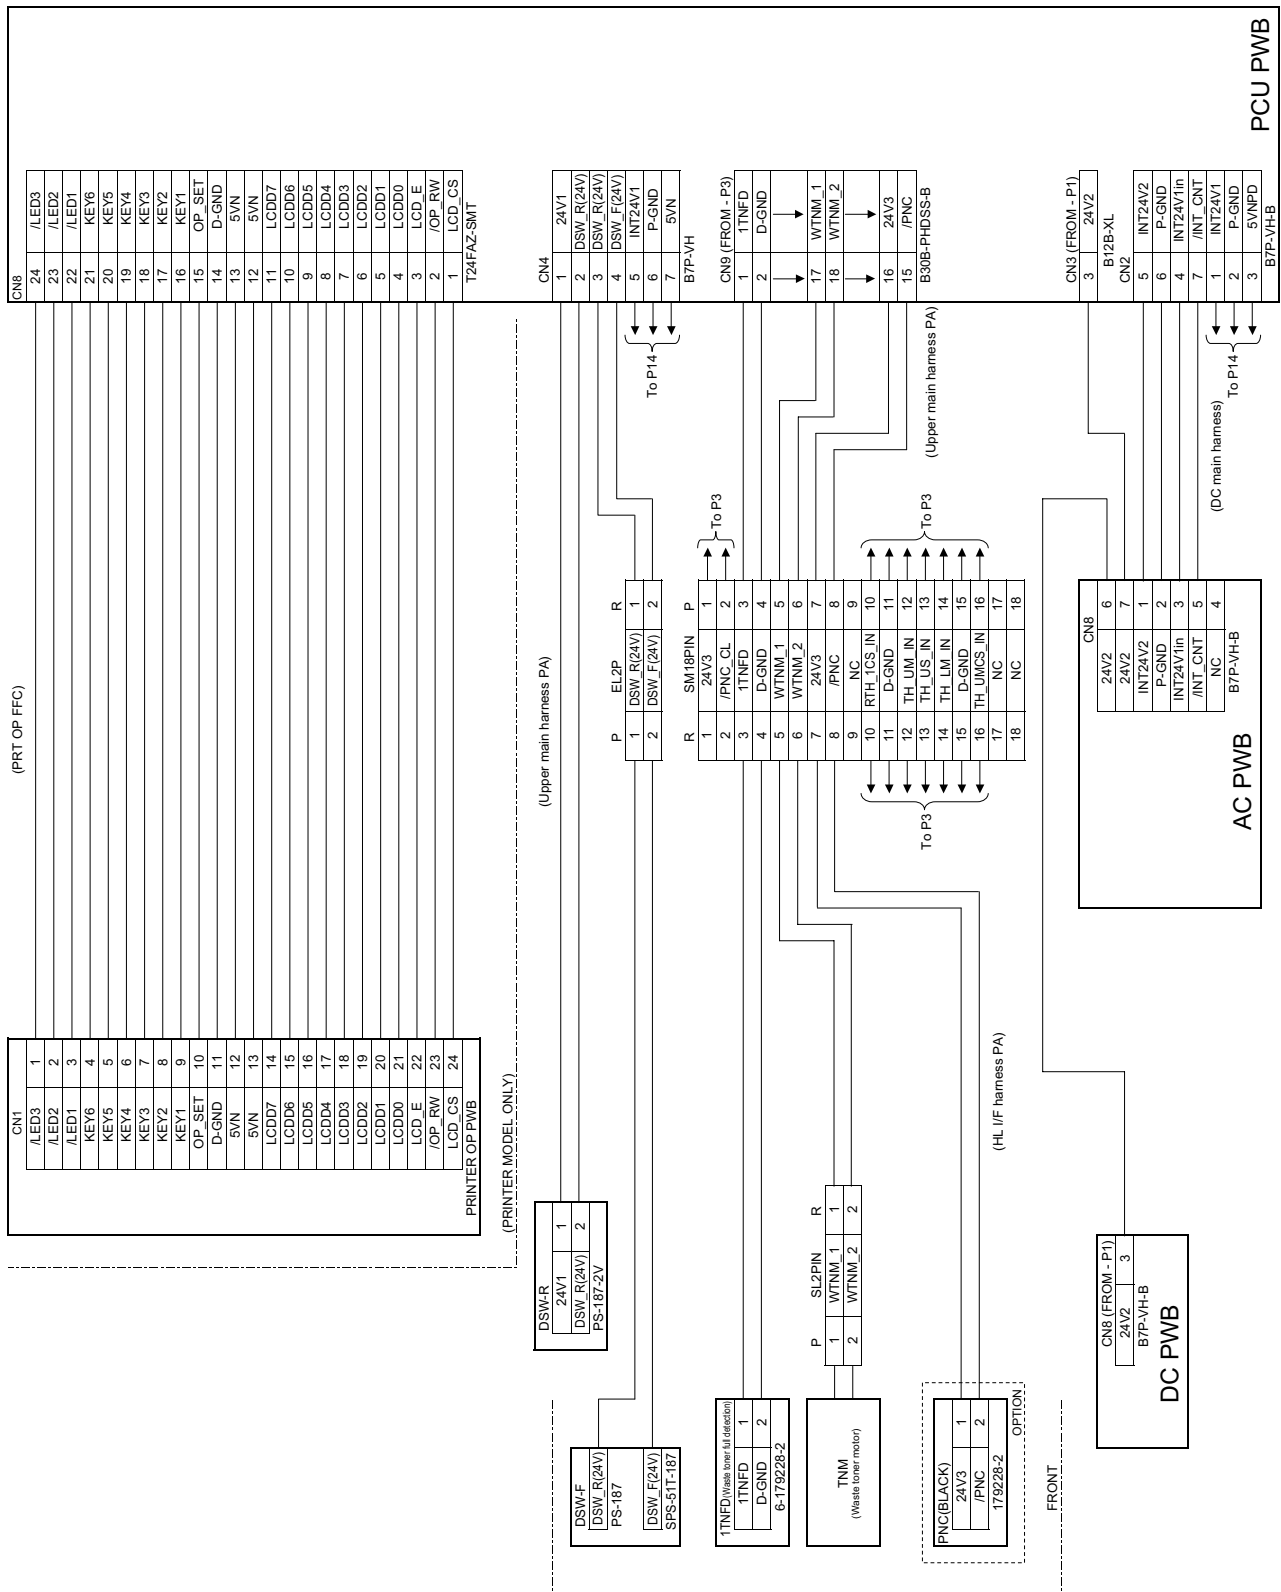 PCU PWB
CN8
24 /LED3
23 /LED2
22 /LED1
21 KEY6
20 KEY5
19 KEY4
18 KEY3
17 KEY2
16 KEY1
15 OP_SET
14 D-GND
13 5VN
12 5VN
11 LCDD7
10 LCDD6
9 LCDD5
8 LCDD4
7 LCDD3
6 LCDD2
5 LCDD1
4 LCDD0
3 LCD_E
2 /OP_RW
1 LCD_CS
T24FAZ-SMT
CN4
1 24V1
2 DSW_R(24V)
3 DSW_R(24V)
4 DSW_F(24V)
5 INT24V1
6 P-GND
7 5VN
B7P-VH
To P14
CN9 (FROM - P3)
1 1TNFD
2 D-GND
17 WTNM_1
18 WTNM_2
16 24V3
15 /PNC
B30B-PHDSS-B
CN3 (FROM - P1)
3 24V2
B12B-XL
CN2
5 INT24V2
6 P-GND
4 INT24V1in
7 /INT_CNT
1 INT24V1
2 P-GND
3 5VNPD
B7P-VH-B
To P14
(PRT OP FFC)
(Upper main harness PA)
(Upper main harness PA)
(DC main harness)
(HL I/F harness PA)
CN1
/LED3 1
/LED2 2
/LED1 3
KEY6 4
KEY5 5
KEY4 6
KEY3 7
KEY2 8
KEY1 9
OP_SET 10
D-GND 11
5VN 12
5VN 13
LCDD7 14
LCDD6 15
LCDD5 16
LCDD4 17
LCDD3 18
LCDD2 19
LCDD1 20
LCDD0 21
LCD_E 22
/OP_RW 23
LCD_CS 24
PRINTER OP PWB
(PRINTER MODEL ONLY)
P EL2P R
1 DSW_R(24V) 1
2 DSW_F(24V) 2
R SM18PIN P
1 24V3 1
2 /PNC_CL 2
3 1TNFD 3
4 D-GND 4
5 WTNM_1 5
6 WTNM_2 6
7 24V3 7
8 /PNC 8
9 NC 9
10 RTH_1CS_IN 10
11 D-GND 11
12 TH_UM_IN 12
13 TH_US_IN 13
14 TH_LM_IN 14
15 D-GND 15
16 TH_UMCS_IN 16
17 NC 17
18 NC 18
To P3
To P3
To P3
CN8
24V2 6
24V2 7
INT24V2 1
P-GND 2
INT24V1in 3
/INT_CNT 5
NC 4
B7P-VH-B
AC PWB
DSW-R
24V1 1
DSW_R(24V) 2
PS-187-2V
DSW-F
DSW_R(24V)
PS-187
DSW_F(24V)
SPS-51T-187
1TNFD(Waste toner full detection)
1TNFD 1
D-GND 2
6-179228-2
P SL2PIN R
1 WTNM_1 1
2 WTNM_2 2
TNM
(Waste toner motor)
PNC(BLACK)
24V3 1
/PNC 2
179228-2
OPTION
FRONT
CN8 (FROM - P1)
24V2 3
B7P-VH-B
DC PWB